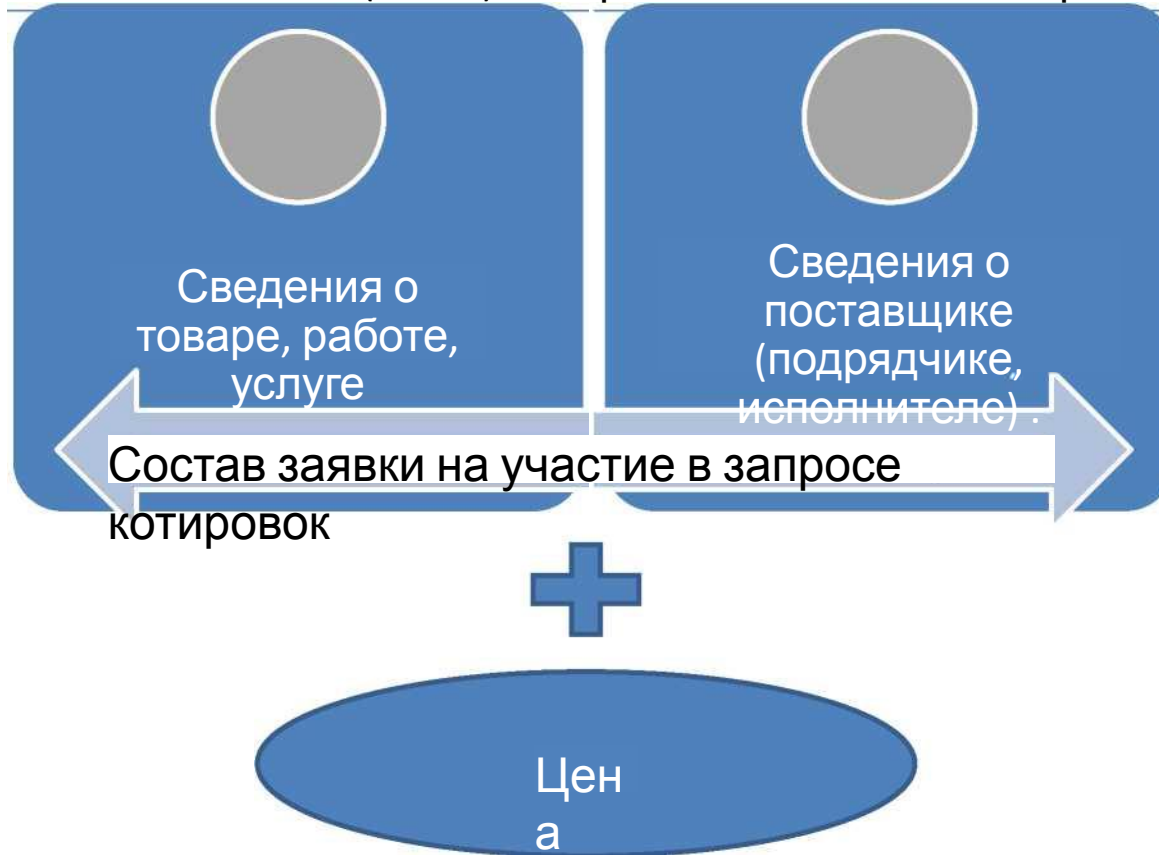 Сведения о
товаре, работе,
услуге
Сведения о
поставщике
(подрядчике,
исполнителе) .
Состав заявки на участие в запросе
котировок
Цен
а